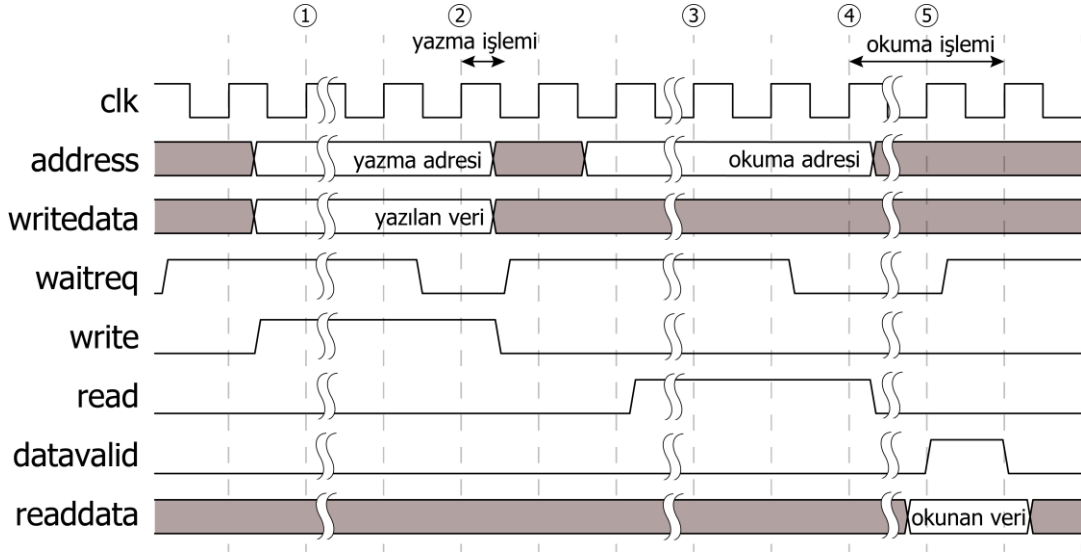 ① ② ③ ④ ⑤
yazma işlemi okuma işlemi
clk
address yazma adresi okuma adresi
writedata yazılan veri
waitreq
write
read
datavalid
readdata okunan veri